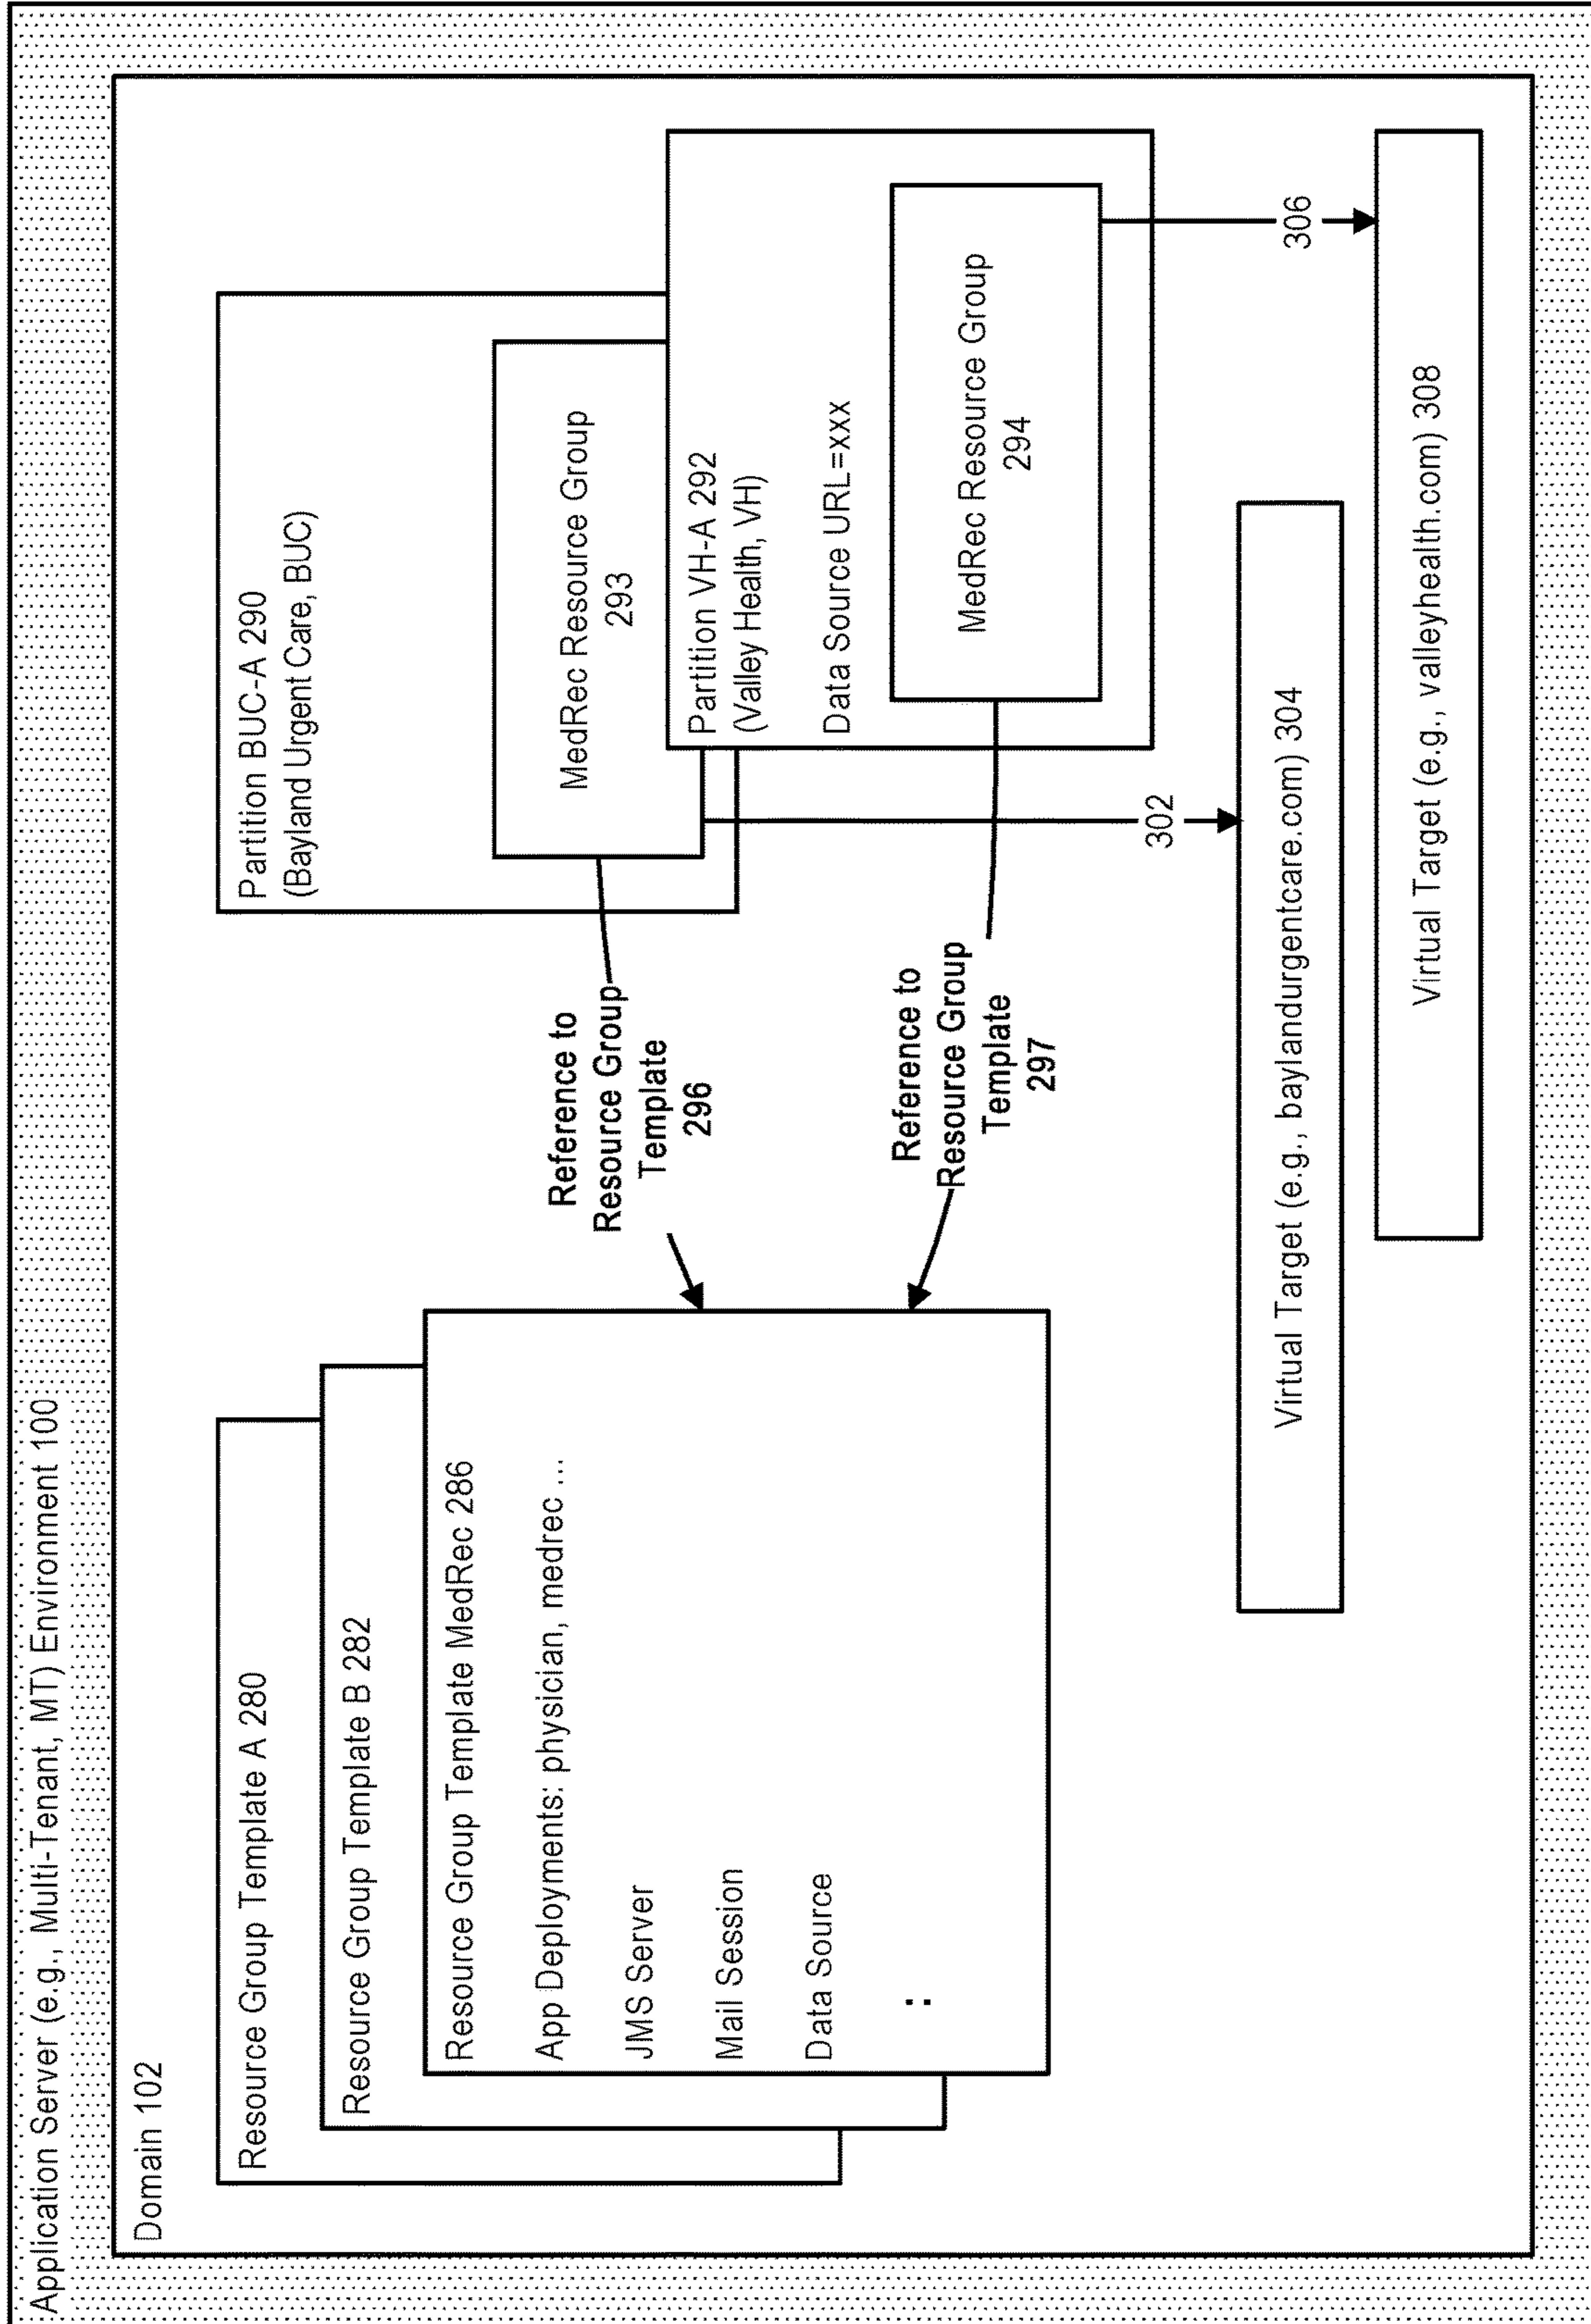 Application Server (e.g., Multi-Tenant, MT) Environment 100
Domain 102
Resource Group Template A 280
Resource Group Template B 282
Resource Group Template MedRec 286
App Deployments: physician, medrec ...
JMS Server
Mail Session
Data Source
:
Reference to
Resource Group
Template
296
Reference to
Resource Group
Template
297
Partition BUC-A 290
(Bayland Urgent Care, BUC)
MedRec Resource Group
293
Partition VH-A 292
(Valley Health, VH)
Data Source URL=xxx
MedRec Resource Group
294
302
306
Virtual Target (e.g., baylandurgentcare.com) 304
Virtual Target (e.g., valleyhealth.com) 308